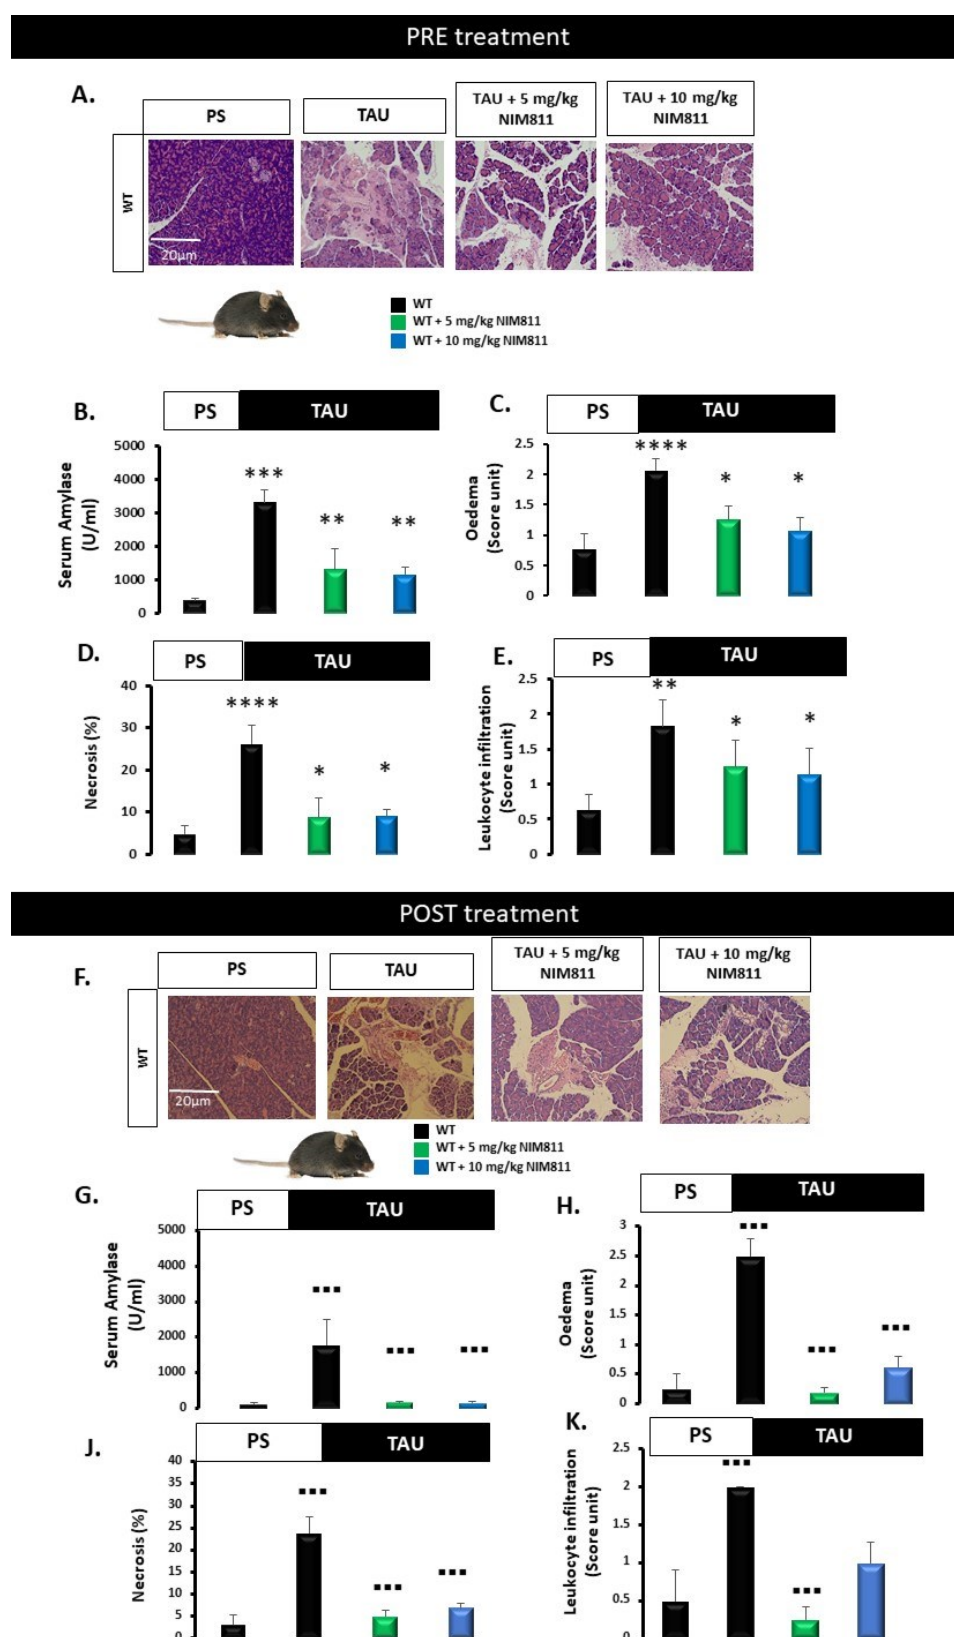 PRE treatment
A.
PS
TAU
TAU + 5 mg/kg
NIM811
TAU + 10 mg/kg
NIM811
WT
20µm
WT
WT + 5 mg/kg NIM811
WT + 10 mg/kg NIM811
B.
PS
TAU
Serum Amylase
(U/ml)
5000
4000
3000
2000
1000
0
***
**
**
C.
PS
TAU
Oedema
(Score unit)
2.5
2
1.5
1
0.5
0
****
*
*
D.
PS
TAU
Necrosis (%)
40
30
20
10
0
****
*
*
E.
PS
TAU
Leukocyte infiltration
(Score unit)
2.5
2
1.5
1
0.5
0
**
*
*
POST treatment
F.
PS
TAU
TAU + 5 mg/kg
NIM811
TAU + 10 mg/kg
NIM811
WT
20µm
WT
WT + 5 mg/kg NIM811
WT + 10 mg/kg NIM811
G.
PS
TAU
Serum Amylase
(U/ml)
5000
4000
3000
2000
1000
0
▪▪▪
▪▪▪
▪▪▪
H.
PS
TAU
Oedema
(Score unit)
3
2.5
2
1.5
1
0.5
0
▪▪▪
▪▪▪
▪▪▪
J.
PS
TAU
Necrosis (%)
40
35
30
25
20
15
10
5
0
▪▪▪
▪▪▪
▪▪▪
K.
PS
TAU
Leukocyte infiltration
(Score unit)
2.5
2
1.5
1
0.5
0
▪▪▪
▪▪▪